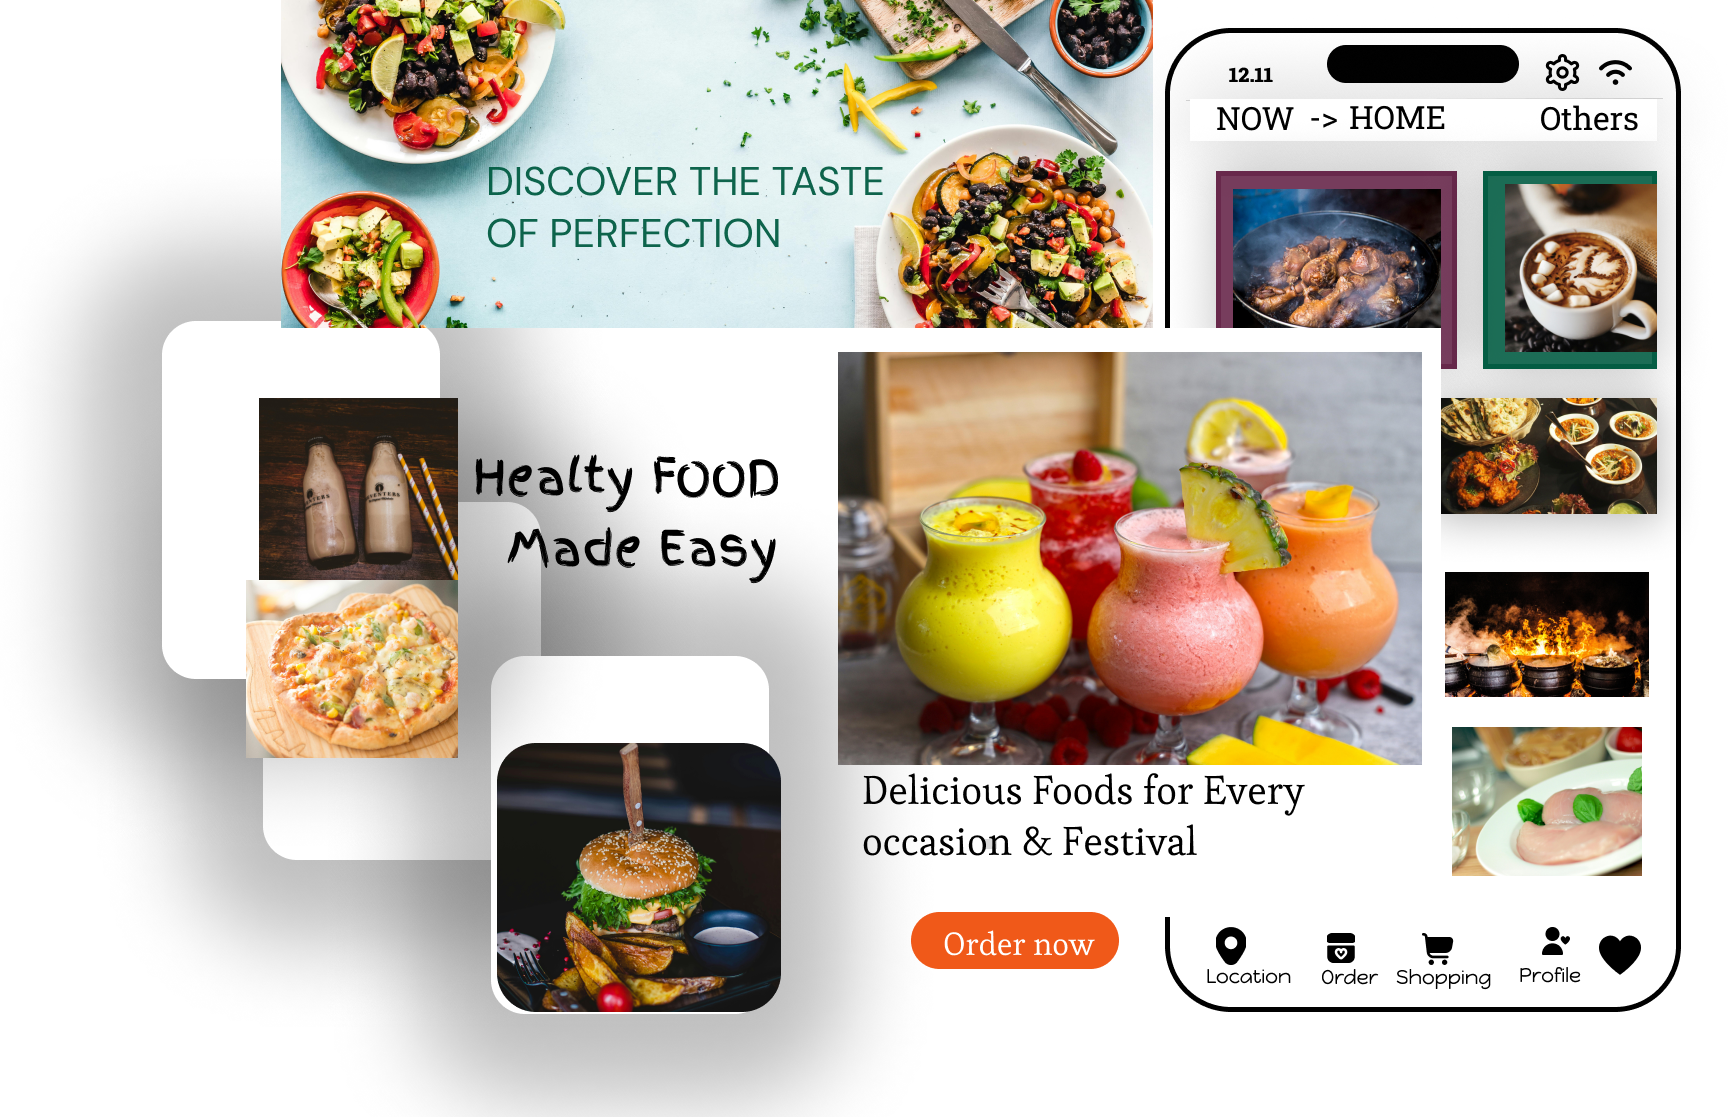 DISCOVER THE TASTE
OF PERFECTION
12.11
NOW -> HOME
Others
Healty FOOD
Made Easy
Delicious Foods for Every
occasion & Festival
Order now
Location
Order
Shopping
Profile